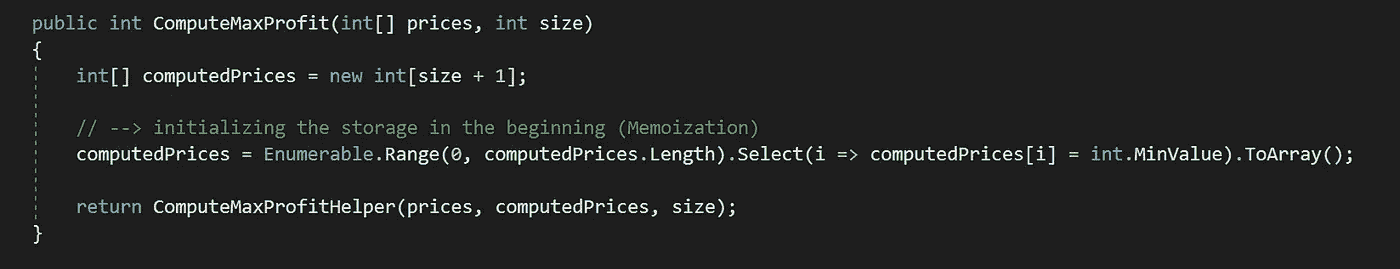 public int ComputeMaxProfit(int[] prices, int size)
{
int[] computedPrices = new int[size + 1];
// --> initializing the storage in the beginning (Memoization)
computedPrices = Enumerable.Range(0, computedPrices.Length).Select(i => computedPrices[i] = int.MinValue).ToArray();
return ComputeMaxProfitHelper(prices, computedPrices, size);
}